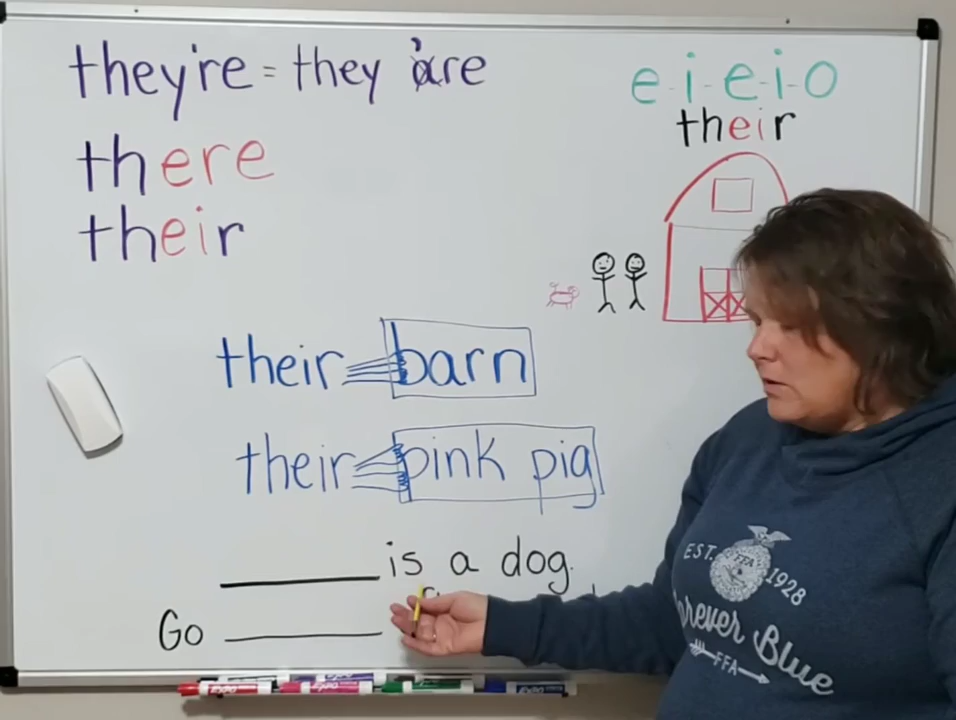 they're = they are
there
their
e-i-e-i-o
their
their barn
their pink pig
is a dog.
Go
EST. FFA 1928
Forever Blue
FFA